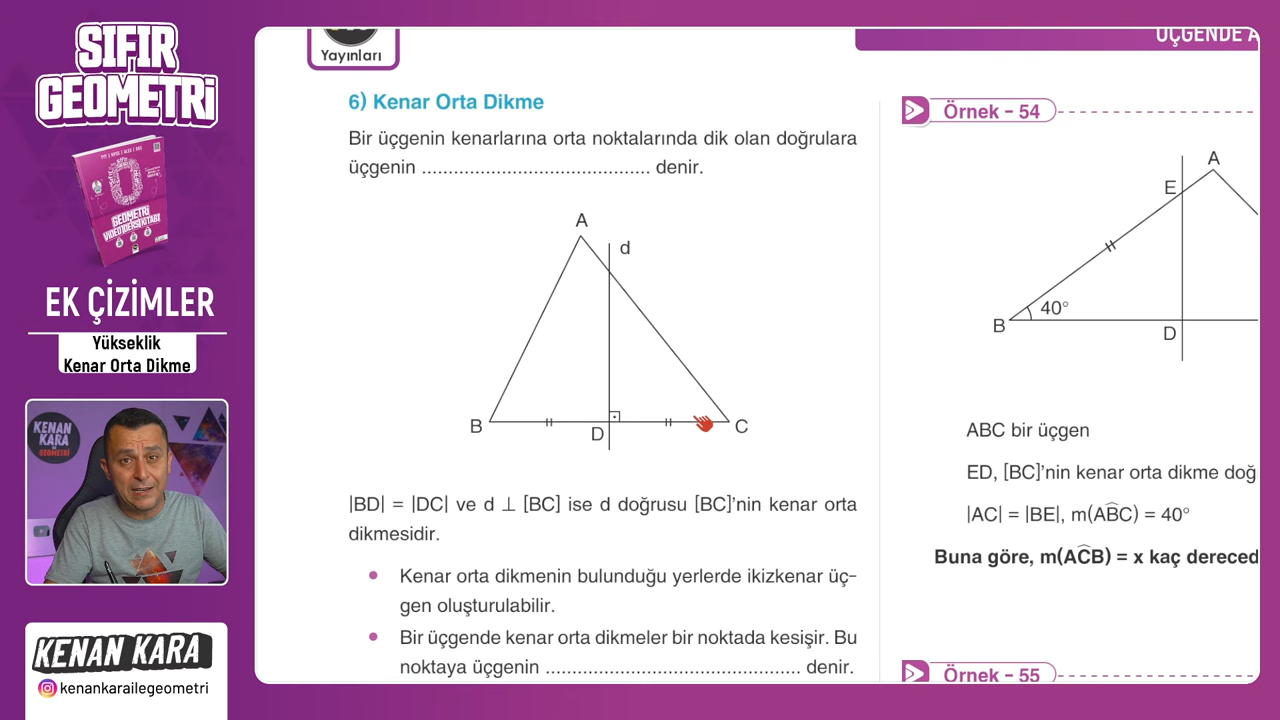 SIFIR
GEOMETRİ
GEOMETRİ
VİDEO DERS KİTABI
EK ÇİZİMLER
Yükseklik
Kenar Orta Dikme
KENAN
KARA
GEOMETRİ
KENAN KARA
kenankarailegeometri
Yayınları
6) Kenar Orta Dikme
Bir üçgenin kenarlarına orta noktalarında dik olan doğrulara
üçgenin ........................................... denir.
A
d
B
D
C
|BD| = |DC| ve d ⊥ [BC] ise d doğrusu [BC]'nin kenar orta
dikmesidir.
• Kenar orta dikmenin bulunduğu yerlerde ikizkenar üç-
gen oluşturulabilir.
• Bir üçgende kenar orta dikmeler bir noktada kesişir. Bu
noktaya üçgenin ................................................ denir.
ÜÇGENDE A
Örnek - 54
A
E
40°
B
D
ABC bir üçgen
ED, [BC]'nin kenar orta dikme doğ
|AC| = |BE|, m(ABC) = 40°
Buna göre, m(ACB) = x kaç dereced
Örnek - 55